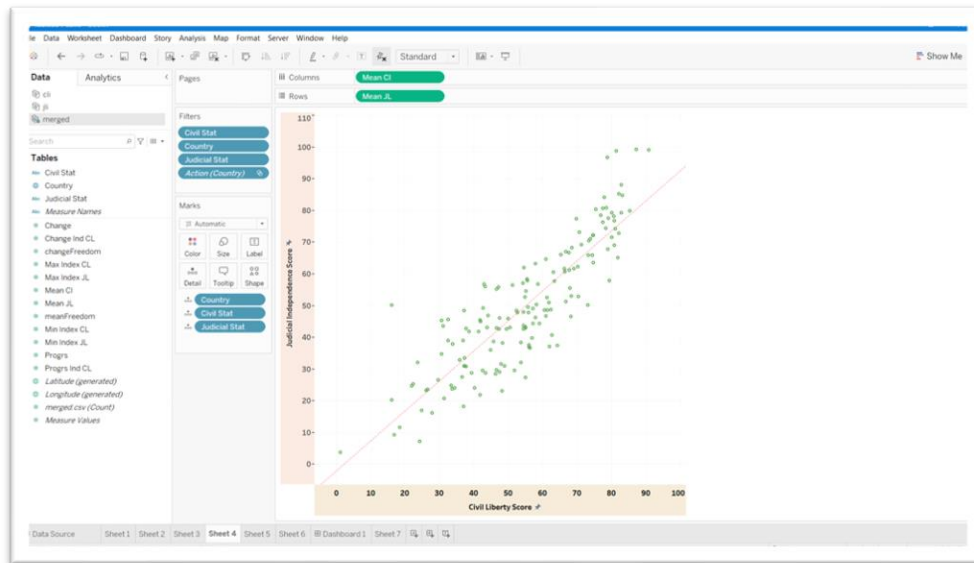 le Data Worksheet Dashboard Story Analysis Map Format Server Window Help
Standard
Show Me
Data Analytics
cli
jli
merged
Search
Tables
Abc Civil Stat
Country
Abc Judicial Stat
Abc Measure Names
Change
Change Ind CL
changeFreedom
Max Index CL
Max Index JL
Mean CI
Mean JL
meanFreedom
Min Index CL
Min Index JL
Progrs
Progrs Ind CL
Latitude (generated)
Longitude (generated)
merged.csv (Count)
Measure Values
Pages
Filters
Civil Stat
Country
Judicial Stat
Action (Country)
Marks
Automatic
Color Size Label
Detail Tooltip Shape
Country
Civil Stat
Judicial Stat
Columns Mean CI
Rows Mean JL
110
100
90
80
70
60
50
40
30
20
10
0
Judicial Independence Score
0 10 20 30 40 50 60 70 80 90 100
Civil Liberty Score
Data Source Sheet 1 Sheet 2 Sheet 3 Sheet 4 Sheet 5 Sheet 6 Dashboard 1 Sheet 7